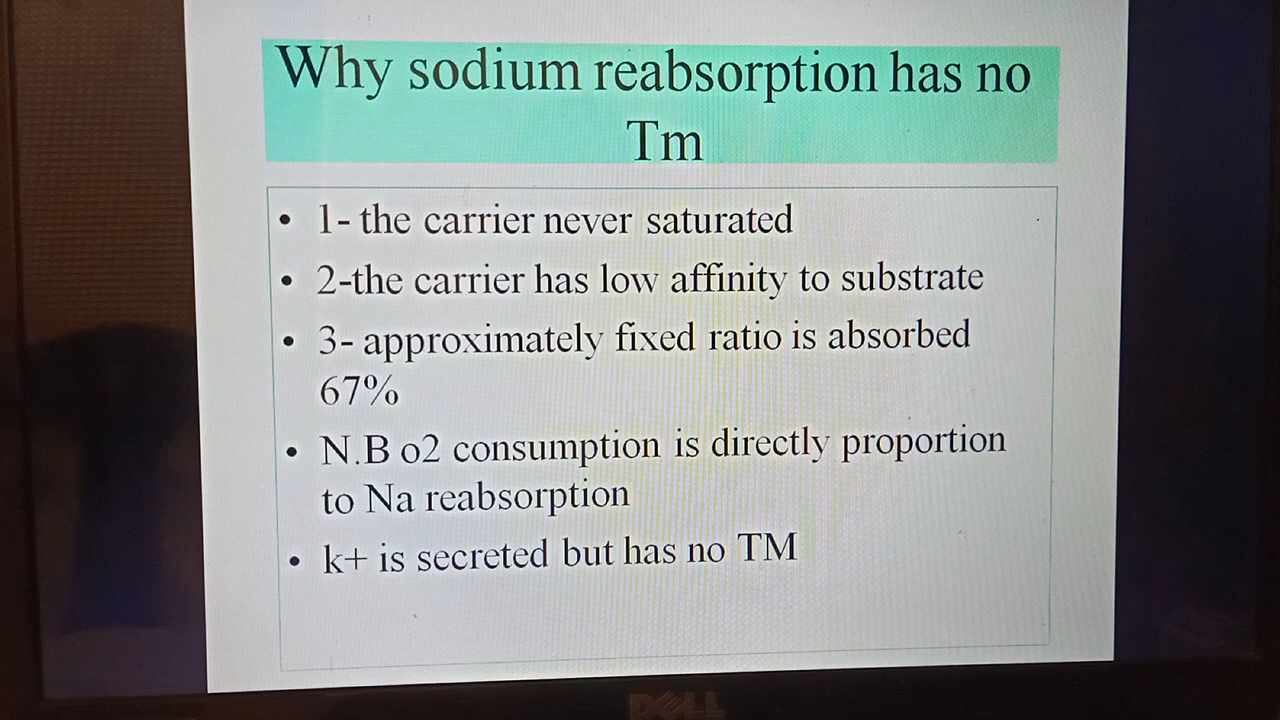 Why sodium reabsorption has no
Tm
• 1- the carrier never saturated
• 2-the carrier has low affinity to substrate
• 3- approximately fixed ratio is absorbed
67%
• N.B o2 consumption is directly proportion
to Na reabsorption
• k+ is secreted but has no TM
DELL